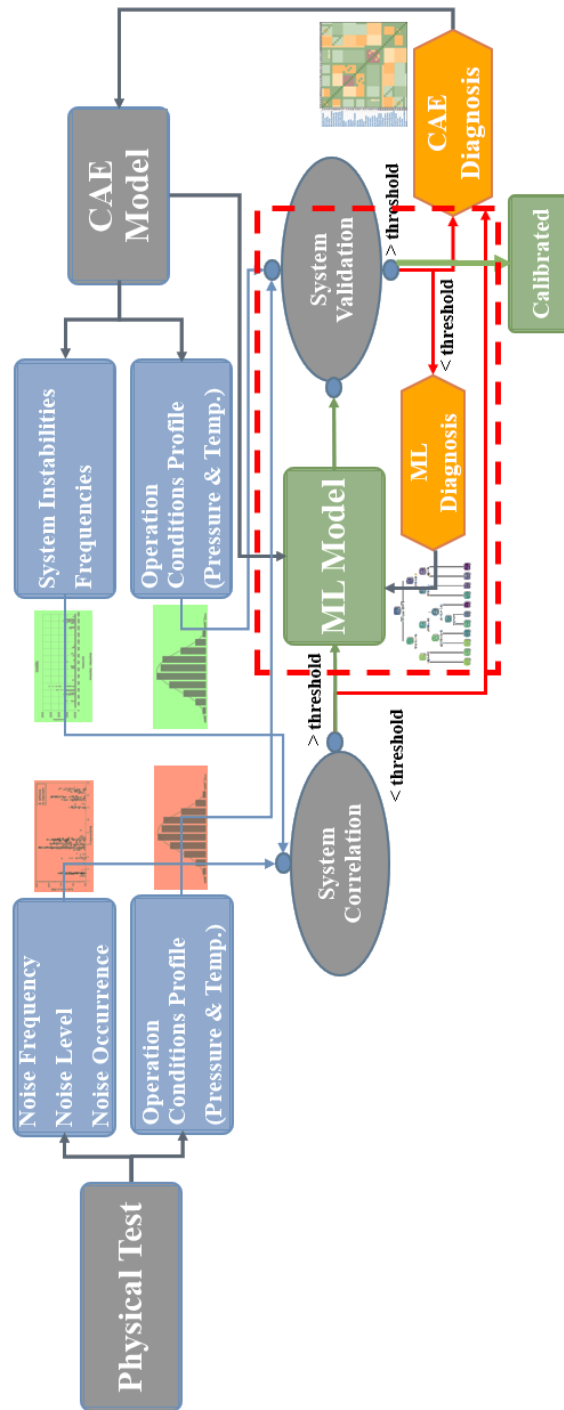 Physical Test
Noise Frequency
Noise Level
Noise Occurrence
Operation
Conditions Profile
(Pressure & Temp.)
System Instabilities
Frequencies
Operation
Conditions Profile
(Pressure & Temp.)
CAE
Model
System
Correlation
> threshold
< threshold
ML Model
System
Validation
> threshold
< threshold
ML
Diagnosis
CAE
Diagnosis
Calibrated